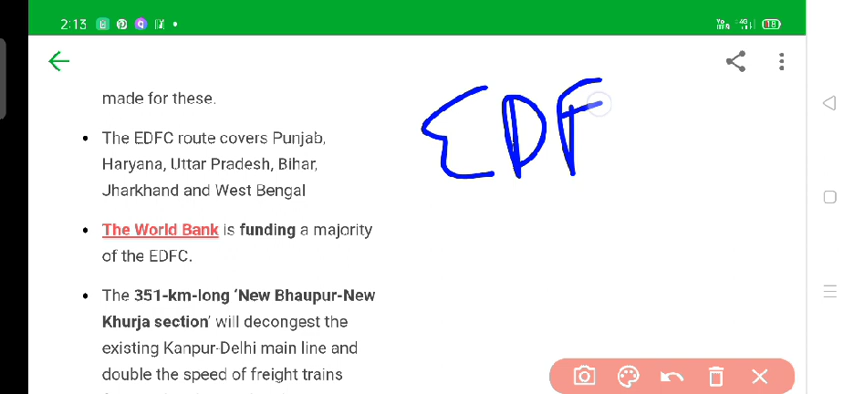 2:13
made for these.
EDF
• The EDFC route covers Punjab,
Haryana, Uttar Pradesh, Bihar,
Jharkhand and West Bengal
• The World Bank is funding a majority
of the EDFC.
• The 351-km-long ‘New Bhaupur-New
Khurja section’ will decongest the
existing Kanpur-Delhi main line and
double the speed of freight trains